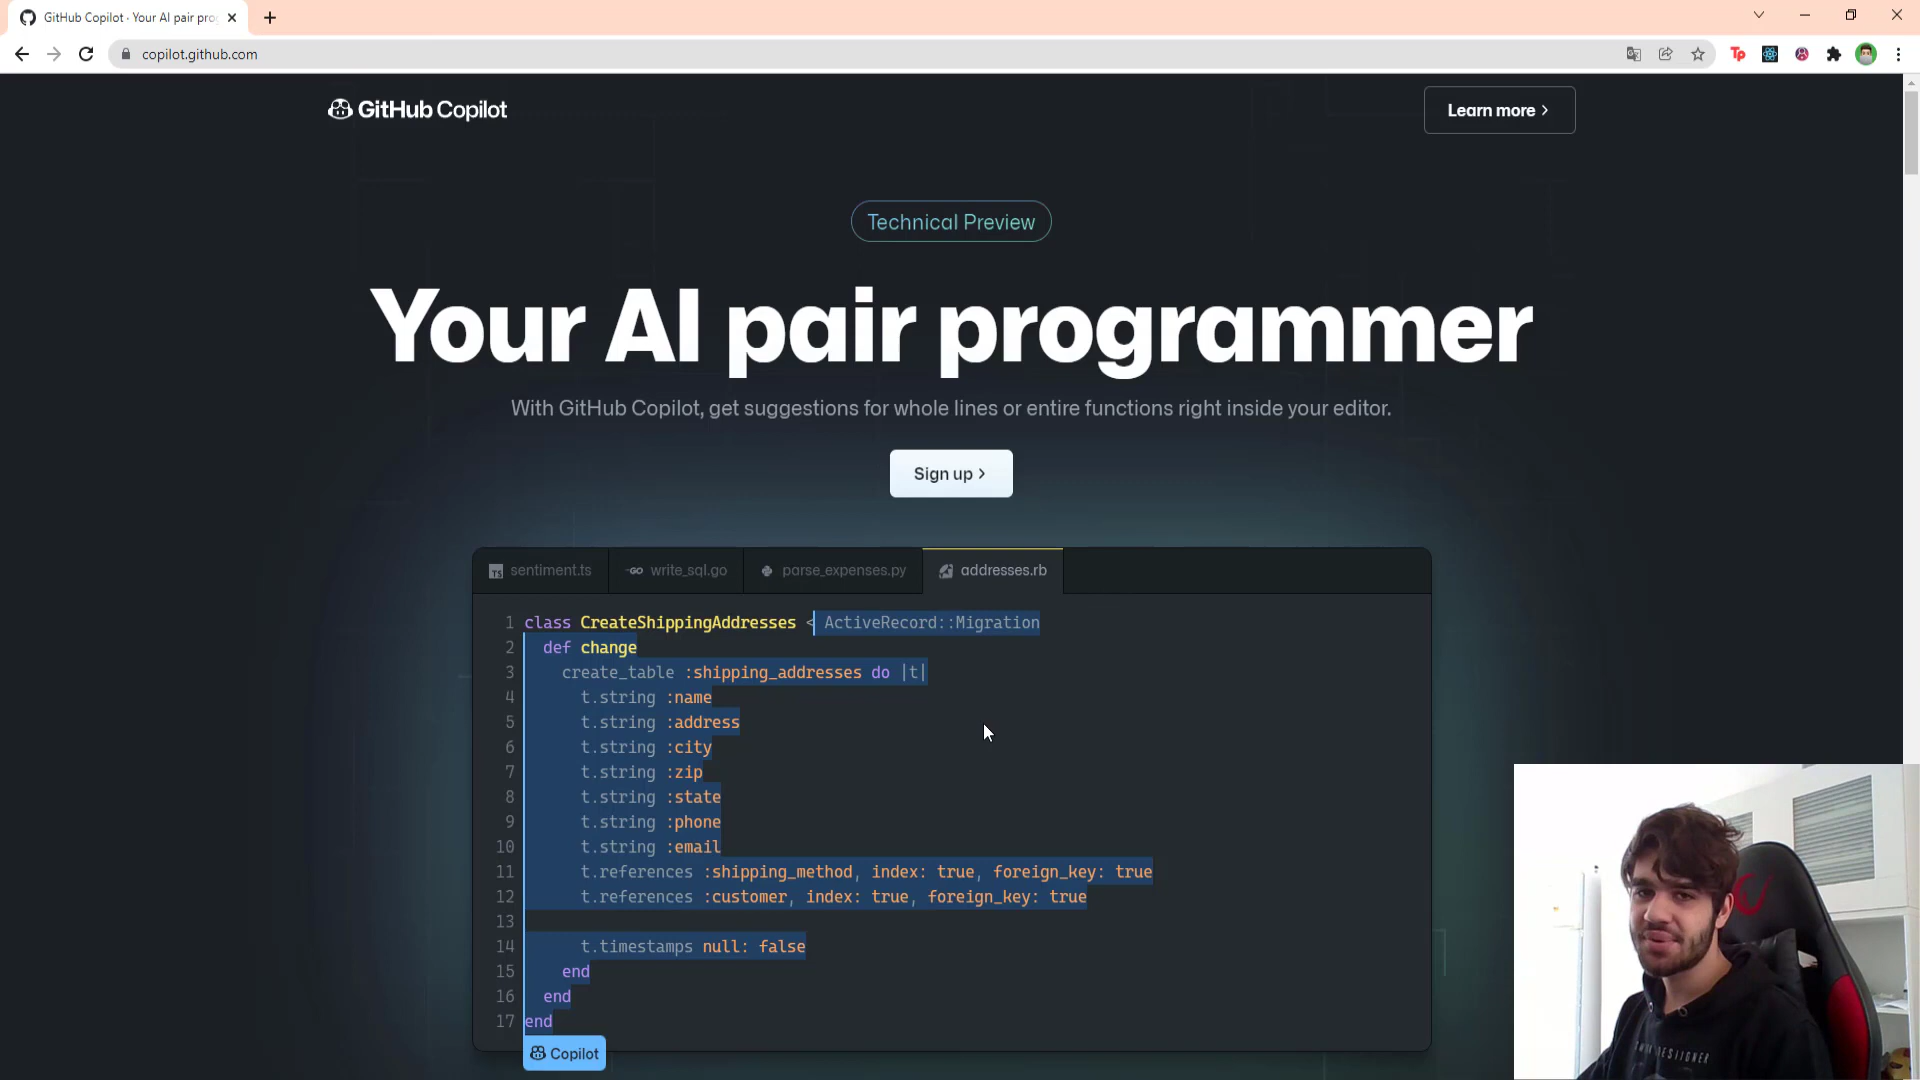 GitHub Copilot · Your AI pair prog
copilot.github.com
Tp
GitHub Copilot
Learn more
Technical Preview
Your AI pair programmer
With GitHub Copilot, get suggestions for whole lines or entire functions right inside your editor.
Sign up
TS sentiment.ts
GO write_sql.go
parse_expenses.py
addresses.rb
1 class CreateShippingAddresses < ActiveRecord::Migration
2 def change
3 create_table :shipping_addresses do |t|
4 t.string :name
5 t.string :address
6 t.string :city
7 t.string :zip
8 t.string :state
9 t.string :phone
10 t.string :email
11 t.references :shipping_method, index: true, foreign_key: true
12 t.references :customer, index: true, foreign_key: true
13
14 t.timestamps null: false
15 end
16 end
17 end
Copilot